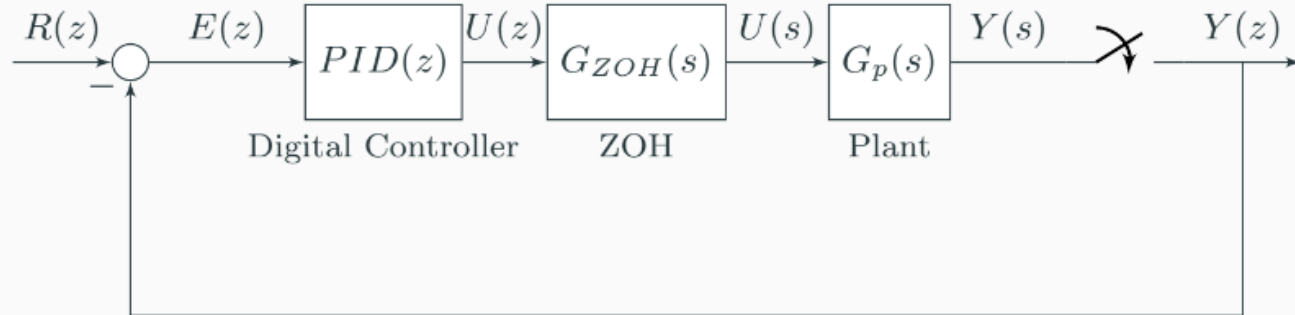 R(z) E(z) PID(z) U(z) G_{ZOH}(s) U(s) G_p(s) Y(s) Y(z)
−
Digital Controller ZOH Plant